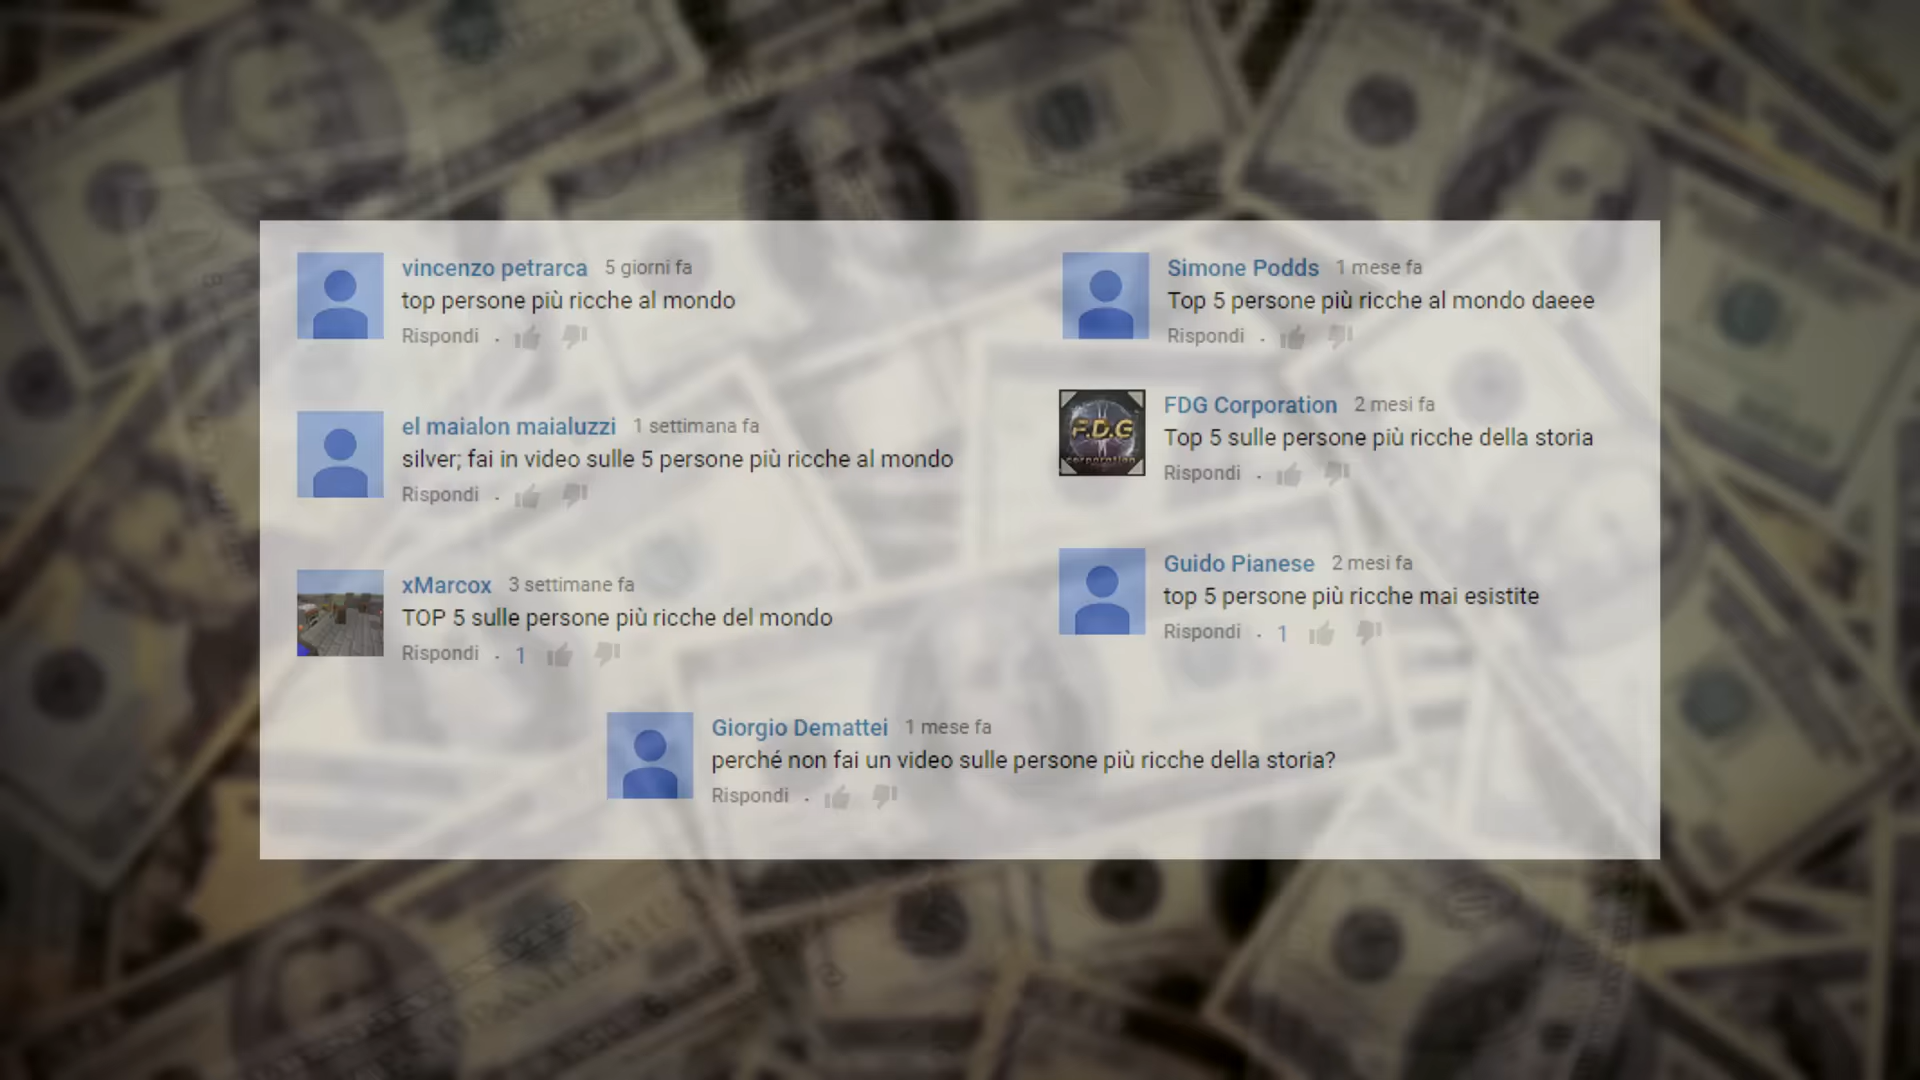 vincenzo petrarca 5 giorni fa
top persone più ricche al mondo
Rispondi ·
el maialon maialuzzi 1 settimana fa
silver; fai in video sulle 5 persone più ricche al mondo
Rispondi ·
xMarcox 3 settimane fa
TOP 5 sulle persone più ricche del mondo
Rispondi · 1
Simone Podds 1 mese fa
Top 5 persone più ricche al mondo daeee
Rispondi ·
F.D.G
corporation
FDG Corporation 2 mesi fa
Top 5 sulle persone più ricche della storia
Rispondi ·
Guido Pianese 2 mesi fa
top 5 persone più ricche mai esistite
Rispondi · 1
Giorgio Demattei 1 mese fa
perché non fai un video sulle persone più ricche della storia?
Rispondi ·